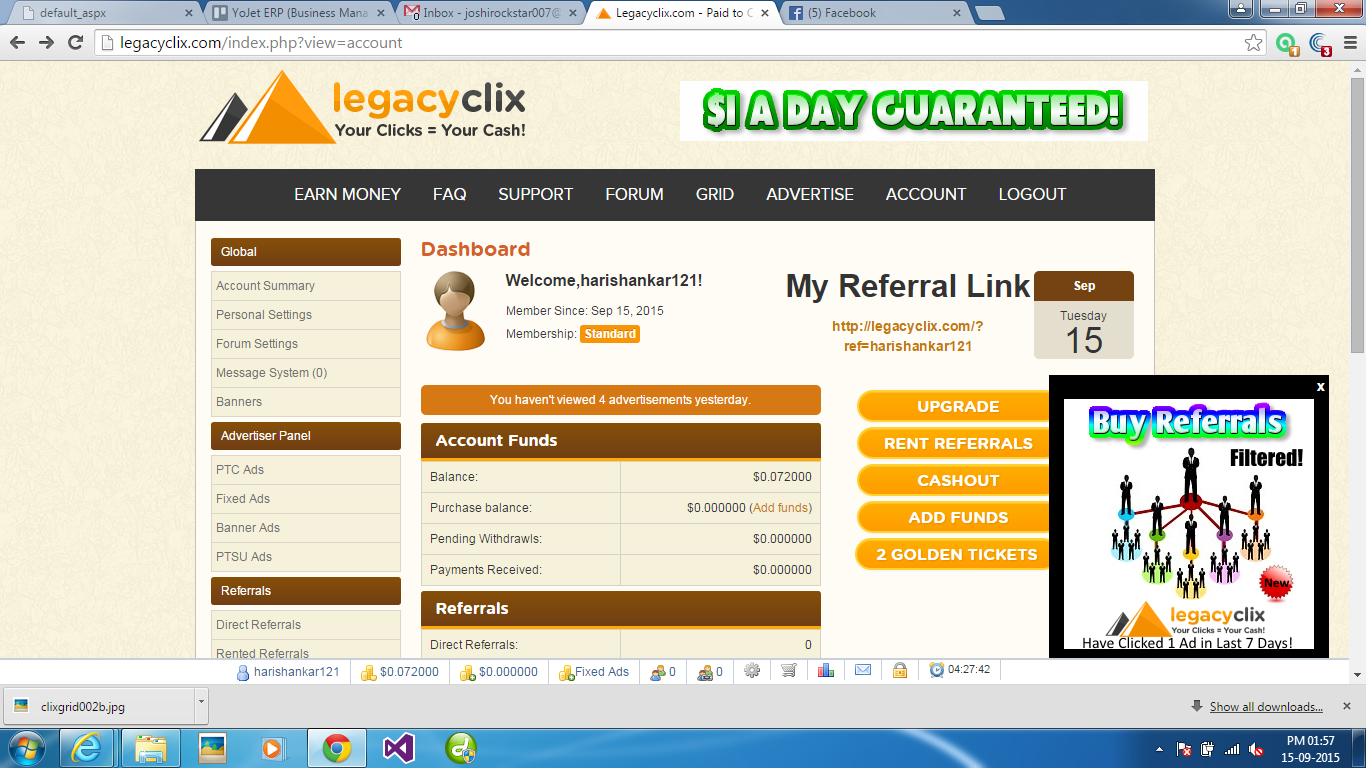 default_aspx
YoJet ERP (Business Mana
Inbox - joshirockstar007@
Legacyclix.com - Paid to C
(5) Facebook
legacyclix.com/index.php?view=account
1
3
legacyclix
Your Clicks = Your Cash!
$1 A DAY GUARANTEED!
EARN MONEY FAQ SUPPORT FORUM GRID ADVERTISE ACCOUNT LOGOUT
Global
Account Summary
Personal Settings
Forum Settings
Message System (0)
Banners
Advertiser Panel
PTC Ads
Fixed Ads
Banner Ads
PTSU Ads
Referrals
Direct Referrals
Rented Referrals
Dashboard
Welcome,harishankar121!
Member Since: Sep 15, 2015
Membership: Standard
My Referral Link
http://legacyclix.com/?
ref=harishankar121
Sep
Tuesday
15
You haven't viewed 4 advertisements yesterday.
Account Funds
Balance: $0.072000
Purchase balance: $0.000000 (Add funds)
Pending Withdrawls: $0.000000
Payments Received: $0.000000
Referrals
Direct Referrals: 0
UPGRADE
RENT REFERRALS
CASHOUT
ADD FUNDS
2 GOLDEN TICKETS
x
Buy Referrals
Filtered!
New
legacyclix
Your Clicks = Your Cash!
Have Clicked 1 Ad in Last 7 Days!
harishankar121 $0.072000 $0.000000 Fixed Ads 0 0 04:27:42
clixgrid002b.jpg
Show all downloads...
PM 01:57
15-09-2015